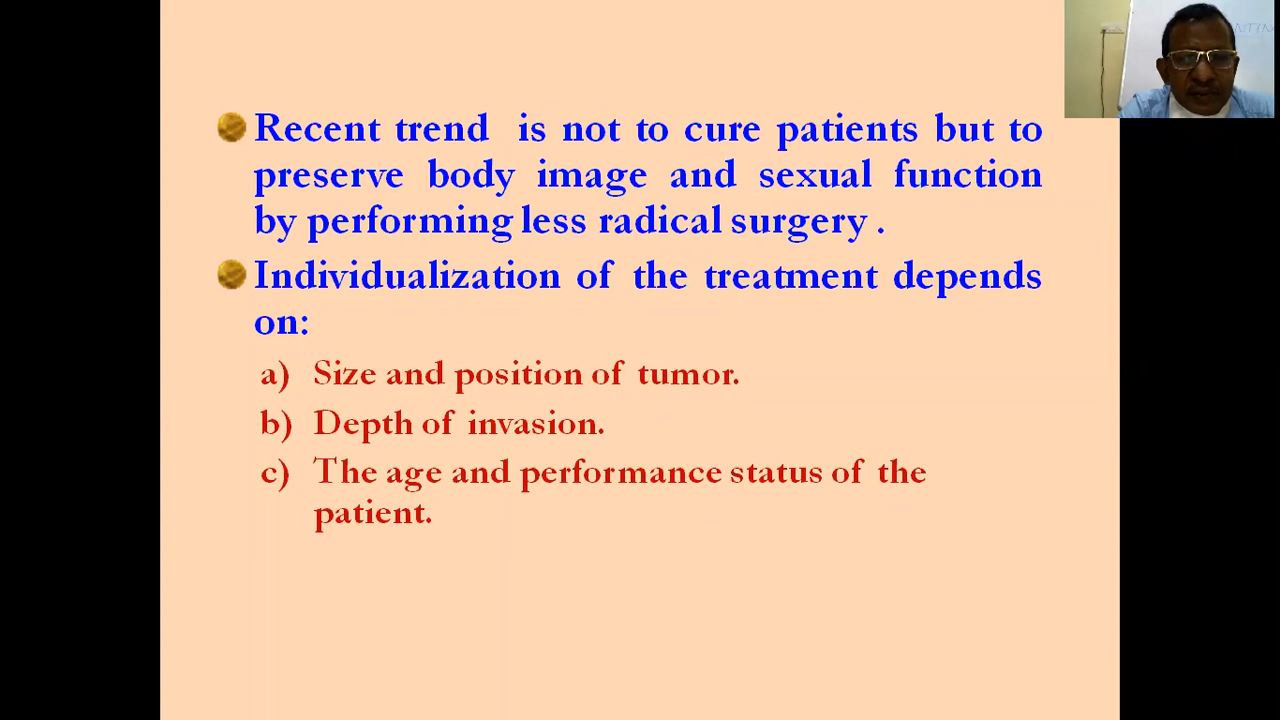 Recent trend is not to cure patients but to
preserve body image and sexual function
by performing less radical surgery .
Individualization of the treatment depends
on:
a) Size and position of tumor.
b) Depth of invasion.
c) The age and performance status of the
patient.